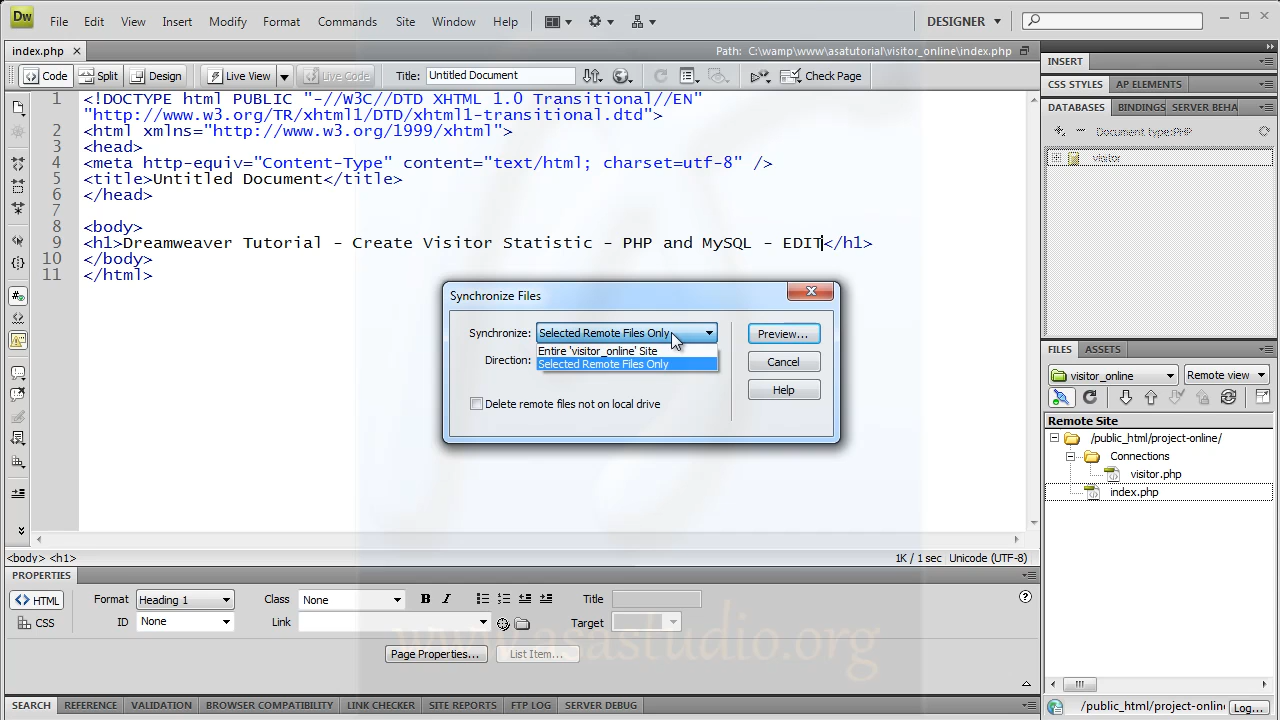 Dw File Edit View Insert Modify Format Commands Site Window Help DESIGNER
index.php Path: C:\wamp\www\asatutorial\visitor_online\index.php
Code Split Design Live View Live Code Title: Untitled Document Check Page
1 <!DOCTYPE html PUBLIC "-//W3C//DTD XHTML 1.0 Transitional//EN"
"http://www.w3.org/TR/xhtml1/DTD/xhtml1-transitional.dtd">
2 <html xmlns="http://www.w3.org/1999/xhtml">
3 <head>
4 <meta http-equiv="Content-Type" content="text/html; charset=utf-8" />
5 <title>Untitled Document</title>
6 </head>
7
8 <body>
9 <h1>Dreamweaver Tutorial - Create Visitor Statistic - PHP and MySQL - EDIT</h1>
10 </body>
11 </html>
Synchronize Files
Synchronize: Selected Remote Files Only Preview...
Entire 'visitor_online' Site
Selected Remote Files Only
Direction: Cancel
Help
Delete remote files not on local drive
INSERT
CSS STYLES AP ELEMENTS
DATABASES BINDINGS SERVER BEHA
Document type:PHP
visitor
FILES ASSETS
visitor_online Remote view
Remote Site
/public_html/project-online/
Connections
visitor.php
index.php
<body> <h1> 1K / 1 sec Unicode (UTF-8)
PROPERTIES
HTML Format Heading 1 Class None B I Title
CSS ID None Link Target
www.asastudio.org
Page Properties... List Item...
SEARCH REFERENCE VALIDATION BROWSER COMPATIBILITY LINK CHECKER SITE REPORTS FTP LOG SERVER DEBUG
/public_html/project-online Log...